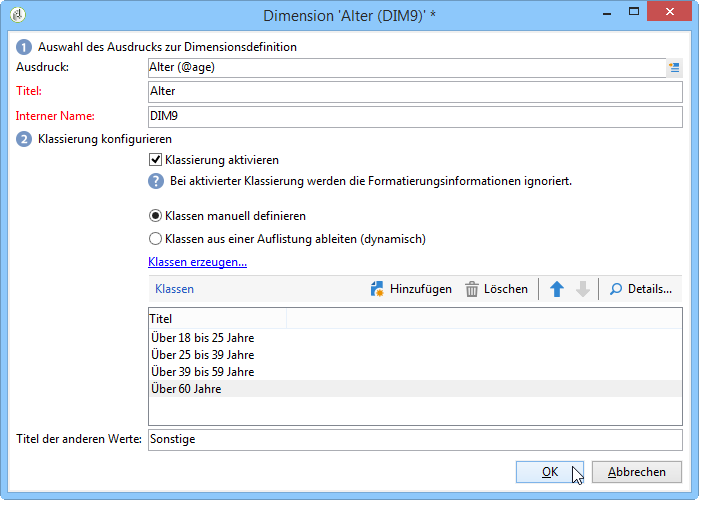 Dimension 'Alter (DIM9)' *
1 Auswahl des Ausdrucks zur Dimensionsdefinition
Ausdruck: Alter (@age)
Titel: Alter
Interner Name: DIM9
2 Klassierung konfigurieren
Klassierung aktivieren
? Bei aktivierter Klassierung werden die Formatierungsinformationen ignoriert.
Klassen manuell definieren
Klassen aus einer Auflistung ableiten (dynamisch)
Klassen erzeugen...
Klassen Hinzufügen Löschen Details...
Titel
Über 18 bis 25 Jahre
Über 25 bis 39 Jahre
Über 39 bis 59 Jahre
Über 60 Jahre
Titel der anderen Werte: Sonstige
OK Abbrechen